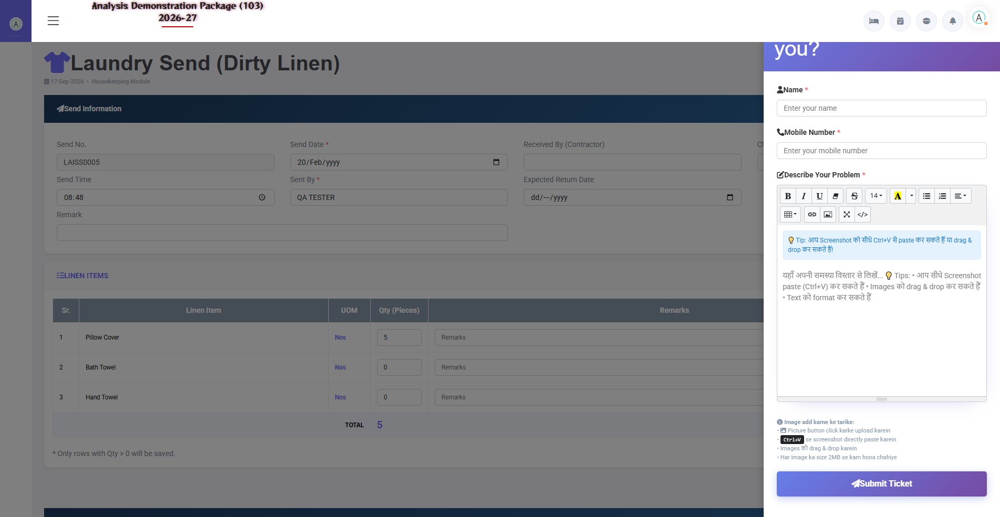 Analysis Demonstration Package (103)
2026-27
A
A
Laundry Send (Dirty Linen)
17-Sep-2026 • Housekeeping Module
Send Information
Send No.
Send Date *
Received By (Contractor)
LAISS0005
20/Feb/yyyy
Send Time
Sent By *
Expected Return Date
08:48
QA TESTER
dd/---/yyyy
Remark
LINEN ITEMS
Sr. Linen Item UOM Qty (Pieces) Remarks
1 Pillow Cover Nos 5 Remarks
2 Bath Towel Nos 0 Remarks
3 Hand Towel Nos 0 Remarks
TOTAL 5
* Only rows with Qty > 0 will be saved.
you?
Name *
Enter your name
Mobile Number *
Enter your mobile number
Describe Your Problem *
B I U S 14 A
</>
Tip: आप Screenshot को सीधे Ctrl+V से paste कर सकते हैं या drag &
drop कर सकते हैं!
यहाँ अपनी समस्या विस्तार से लिखें... 💡 Tips: • आप सीधे Screenshot
paste (Ctrl+V) कर सकते हैं • Images को drag & drop कर सकते हैं
• Text को format कर सकते हैं
Image add karne ke tarike:
• Picture button click karke upload karein
• Ctrl+V se screenshot directly paste karein
• Images को drag & drop karein
• Har image ka size 2MB se kam hona chahiye
Submit Ticket